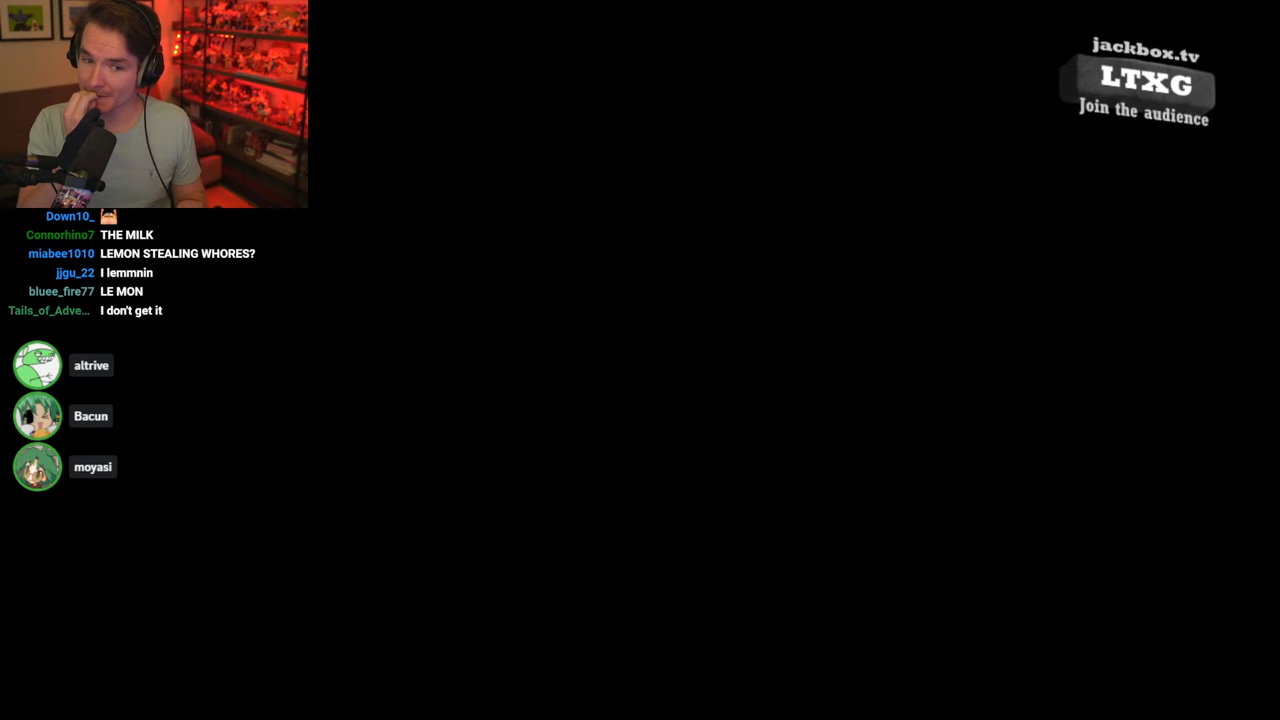 jackbox.tv
LTXG
Join the audience
Down10_
Connorhino7 THE MILK
miabee1010 LEMON STEALING WHORES?
jjgu_22 I lemmnin
bluee_fire77 LE MON
Tails_of_Adve... I don't get it
altrive
Bacun
moyasi